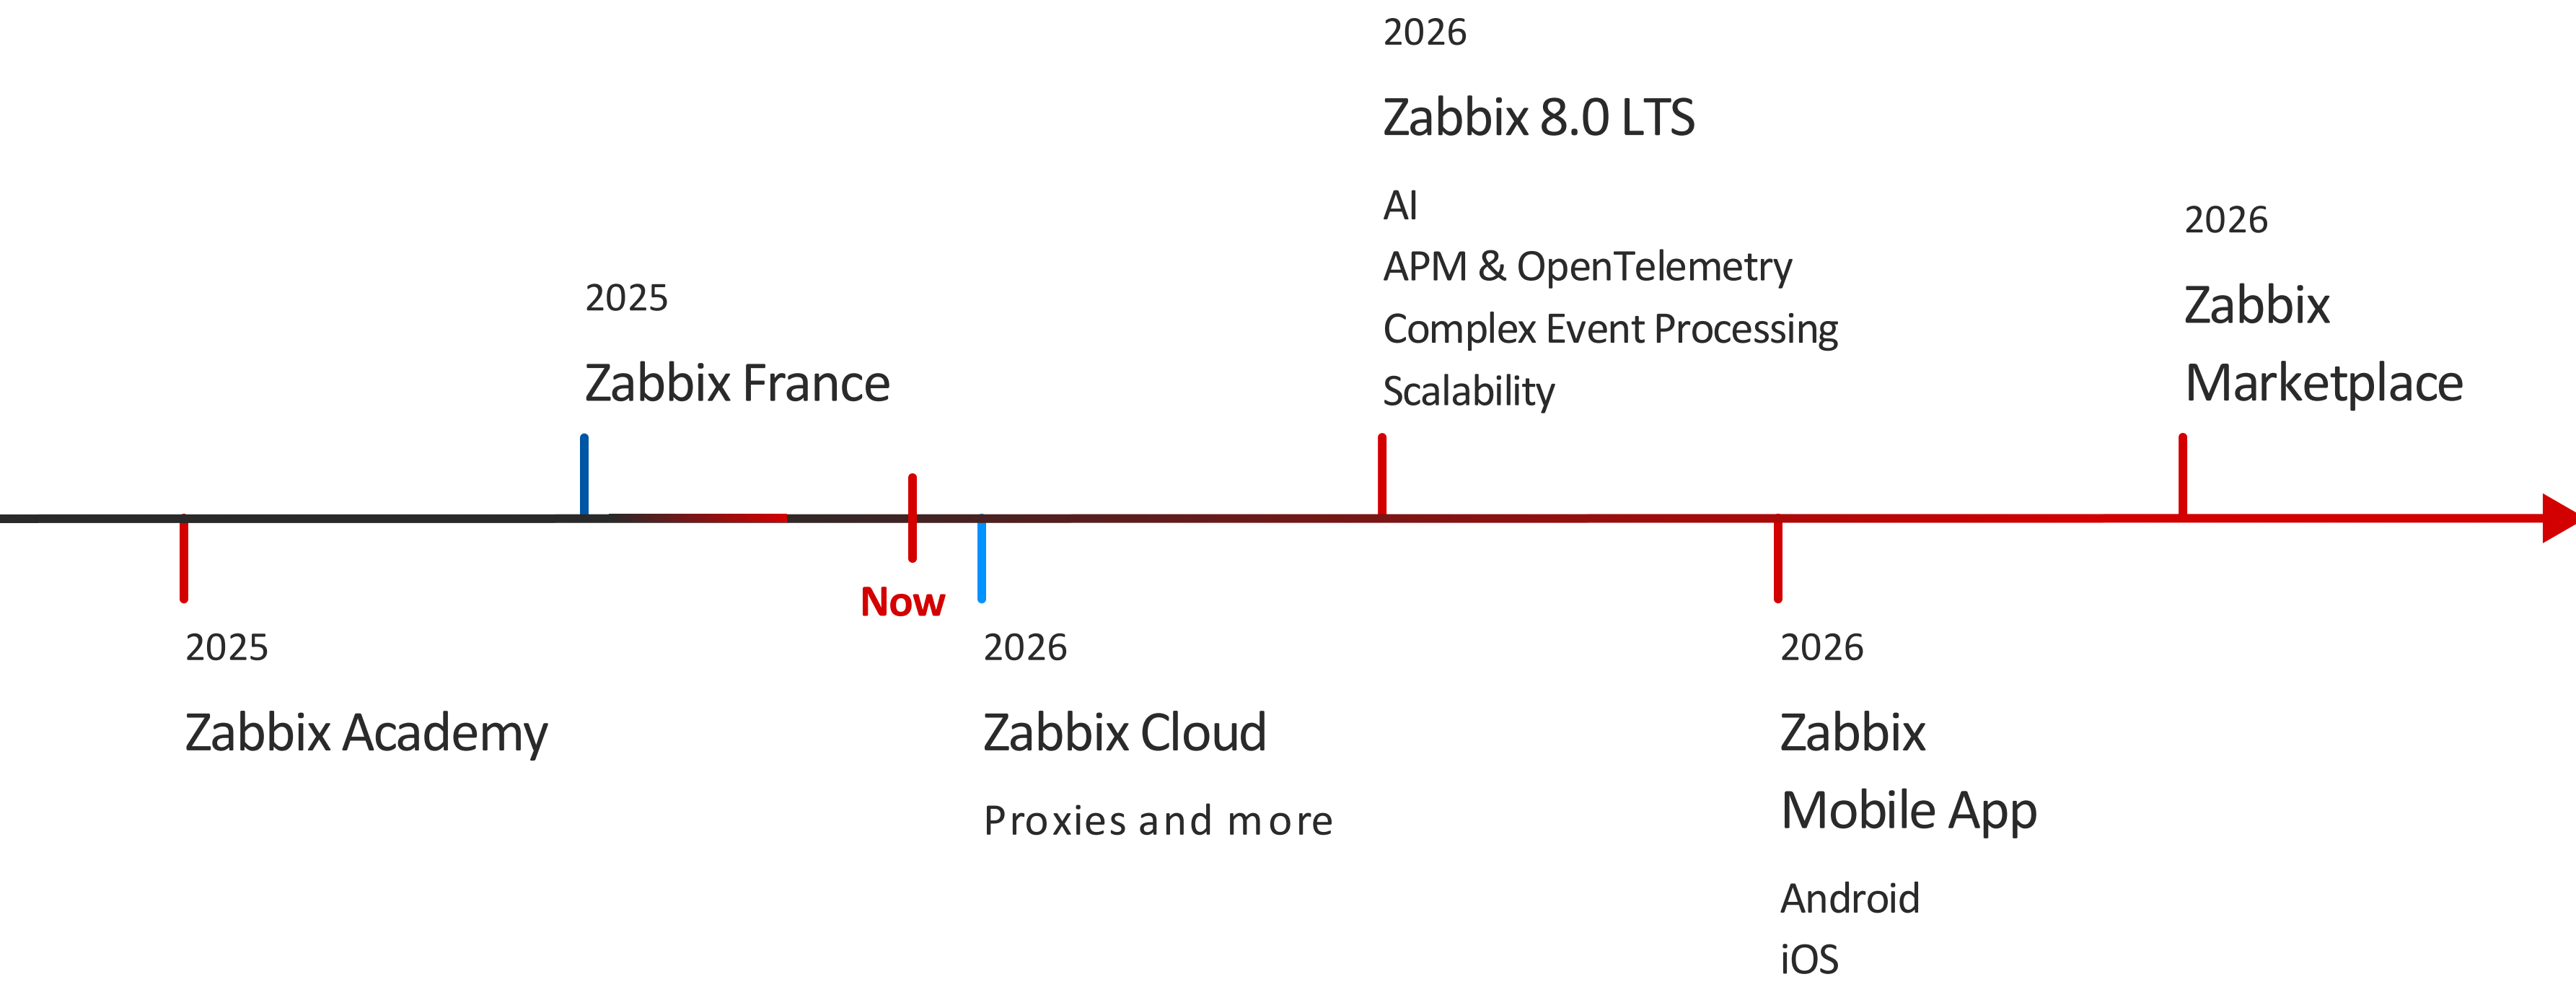 2025
Zabbix Academy
2025
Zabbix France
Now
2026
Zabbix Cloud
Proxies and more
2026
Zabbix 8.0 LTS
AI
APM & OpenTelemetry
Complex Event Processing
Scalability
2026
Zabbix
Mobile App
Android
iOS
2026
Zabbix
Marketplace